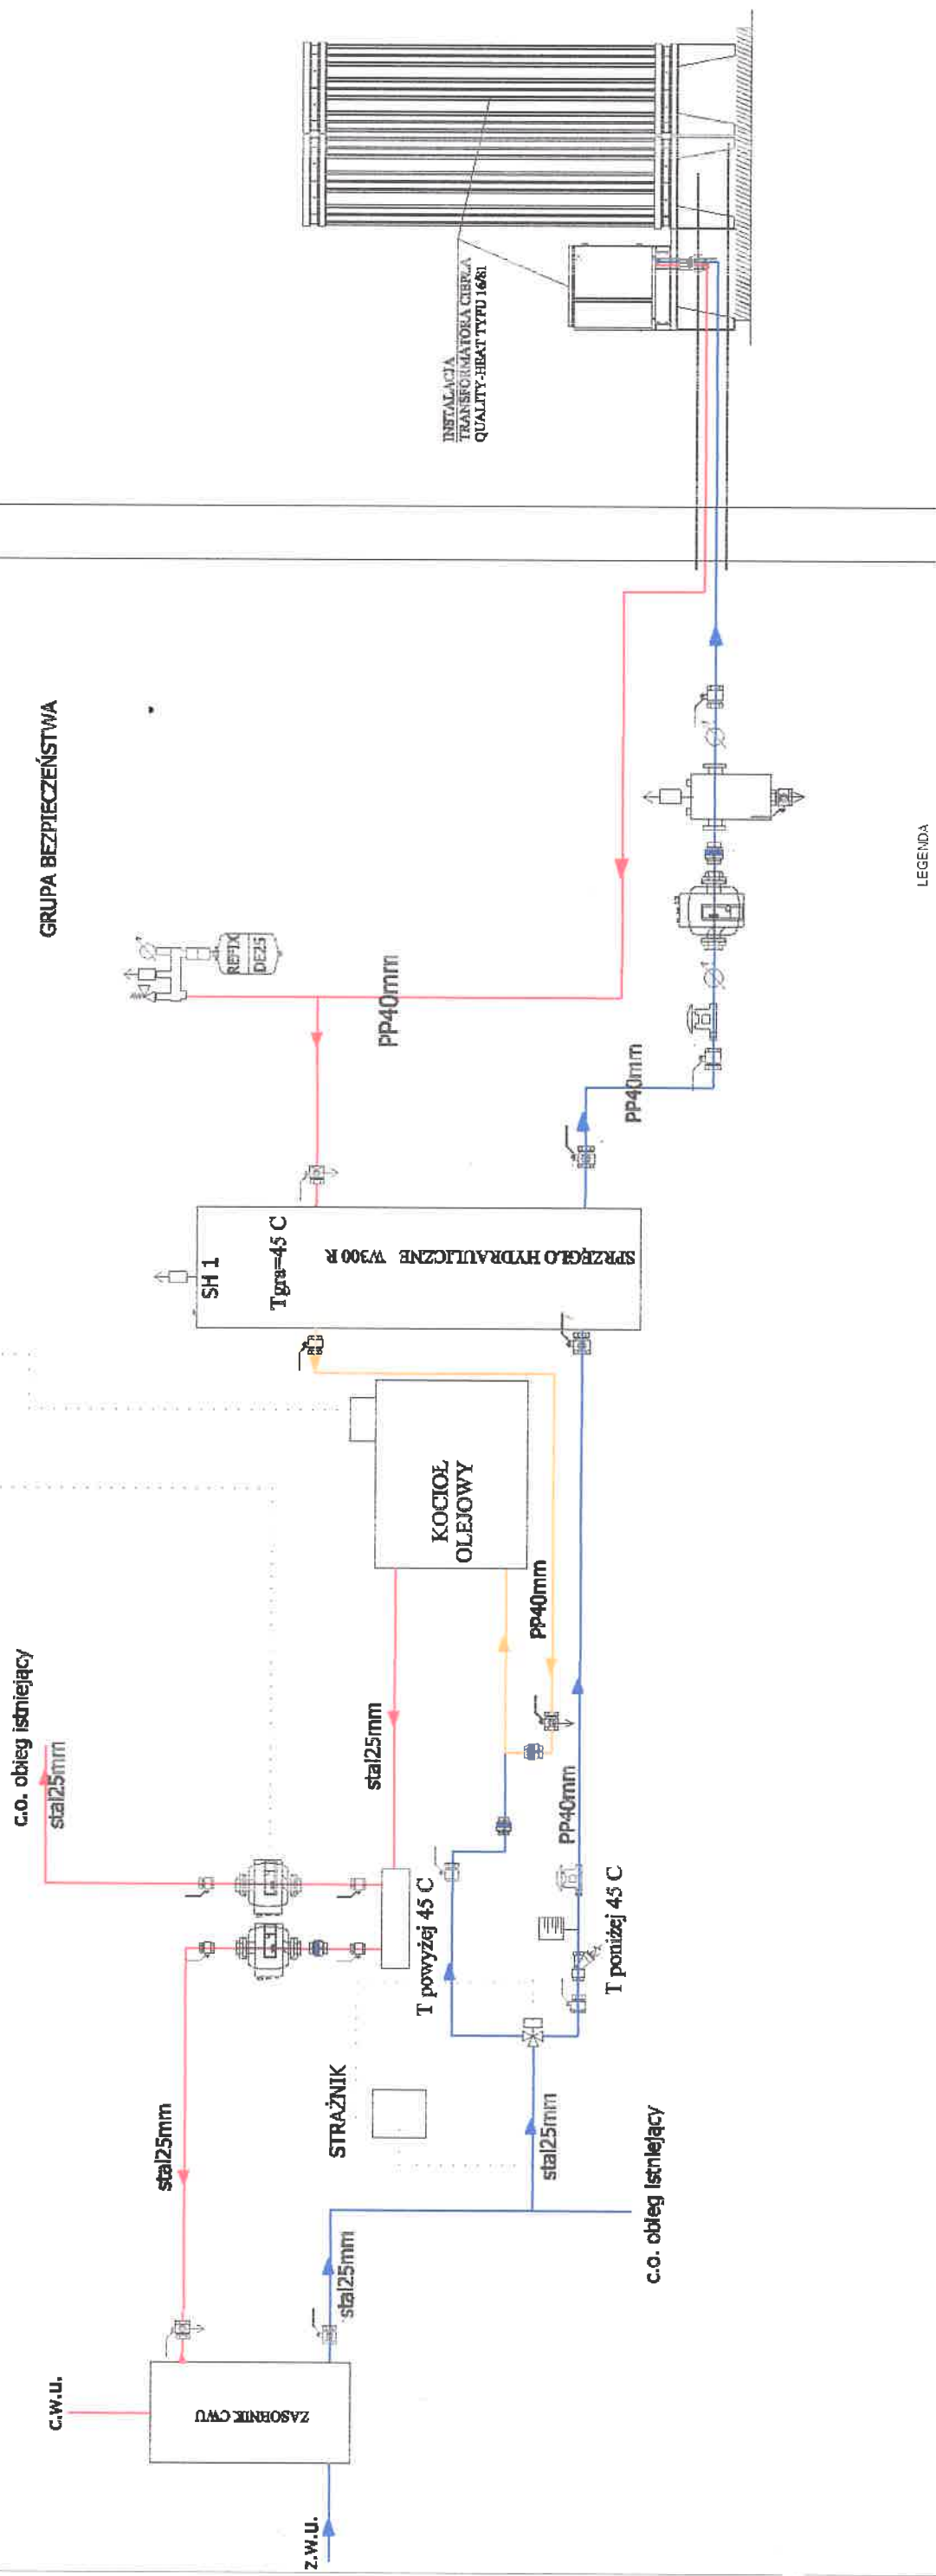 GRUPA BEZPIECZEŃSTWA
c.o. obieg istniejący
stal25mm
c.w.u.
z.w.u.
ZASOBNIK CWU
stal25mm
stal25mm
STRAŻNIK
stal25mm
c.o. obieg istniejący
T powyżej 45 C
T poniżej 45 C
stal25mm
PP40mm
PP40mm
KOCIOŁ
OLEJOWY
SH 1
Tgra=45 C
SPRZĘGŁO HYDRAULICZNE W300 R
REFIX
DE25
PP40mm
PP40mm
INSTALACJA
TRANSFORMATORA CIEPŁA
QUALITY-HEAT TYPU 16/81
LEGENDA